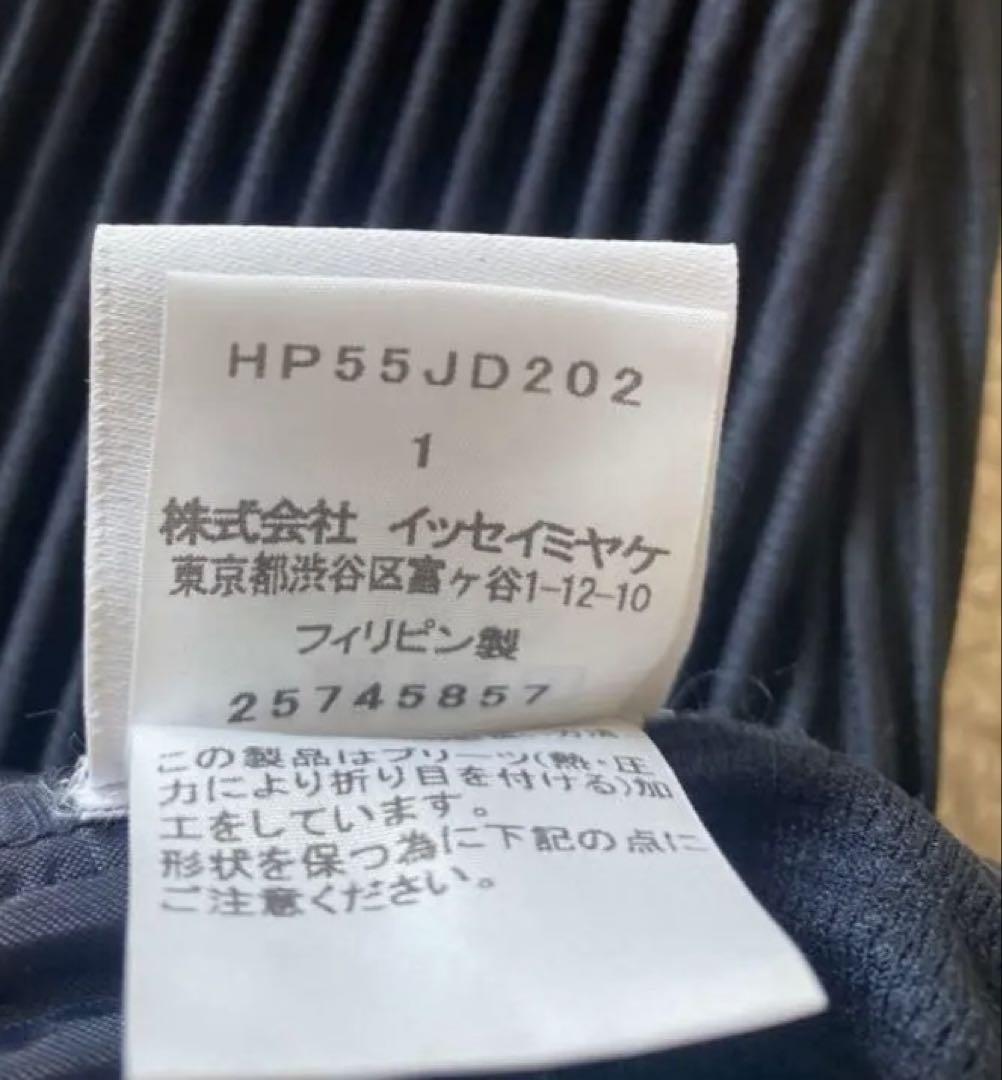 HP55JD202
1
株式会社 イッセイミヤケ
東京都渋谷区富ヶ谷1-12-10
フィリピン製
25745857
この製品はプリーツ(熱・圧
力により折り目を付ける)加
工をしています。
形状を保つ為に下記の点に
ご注意ください。